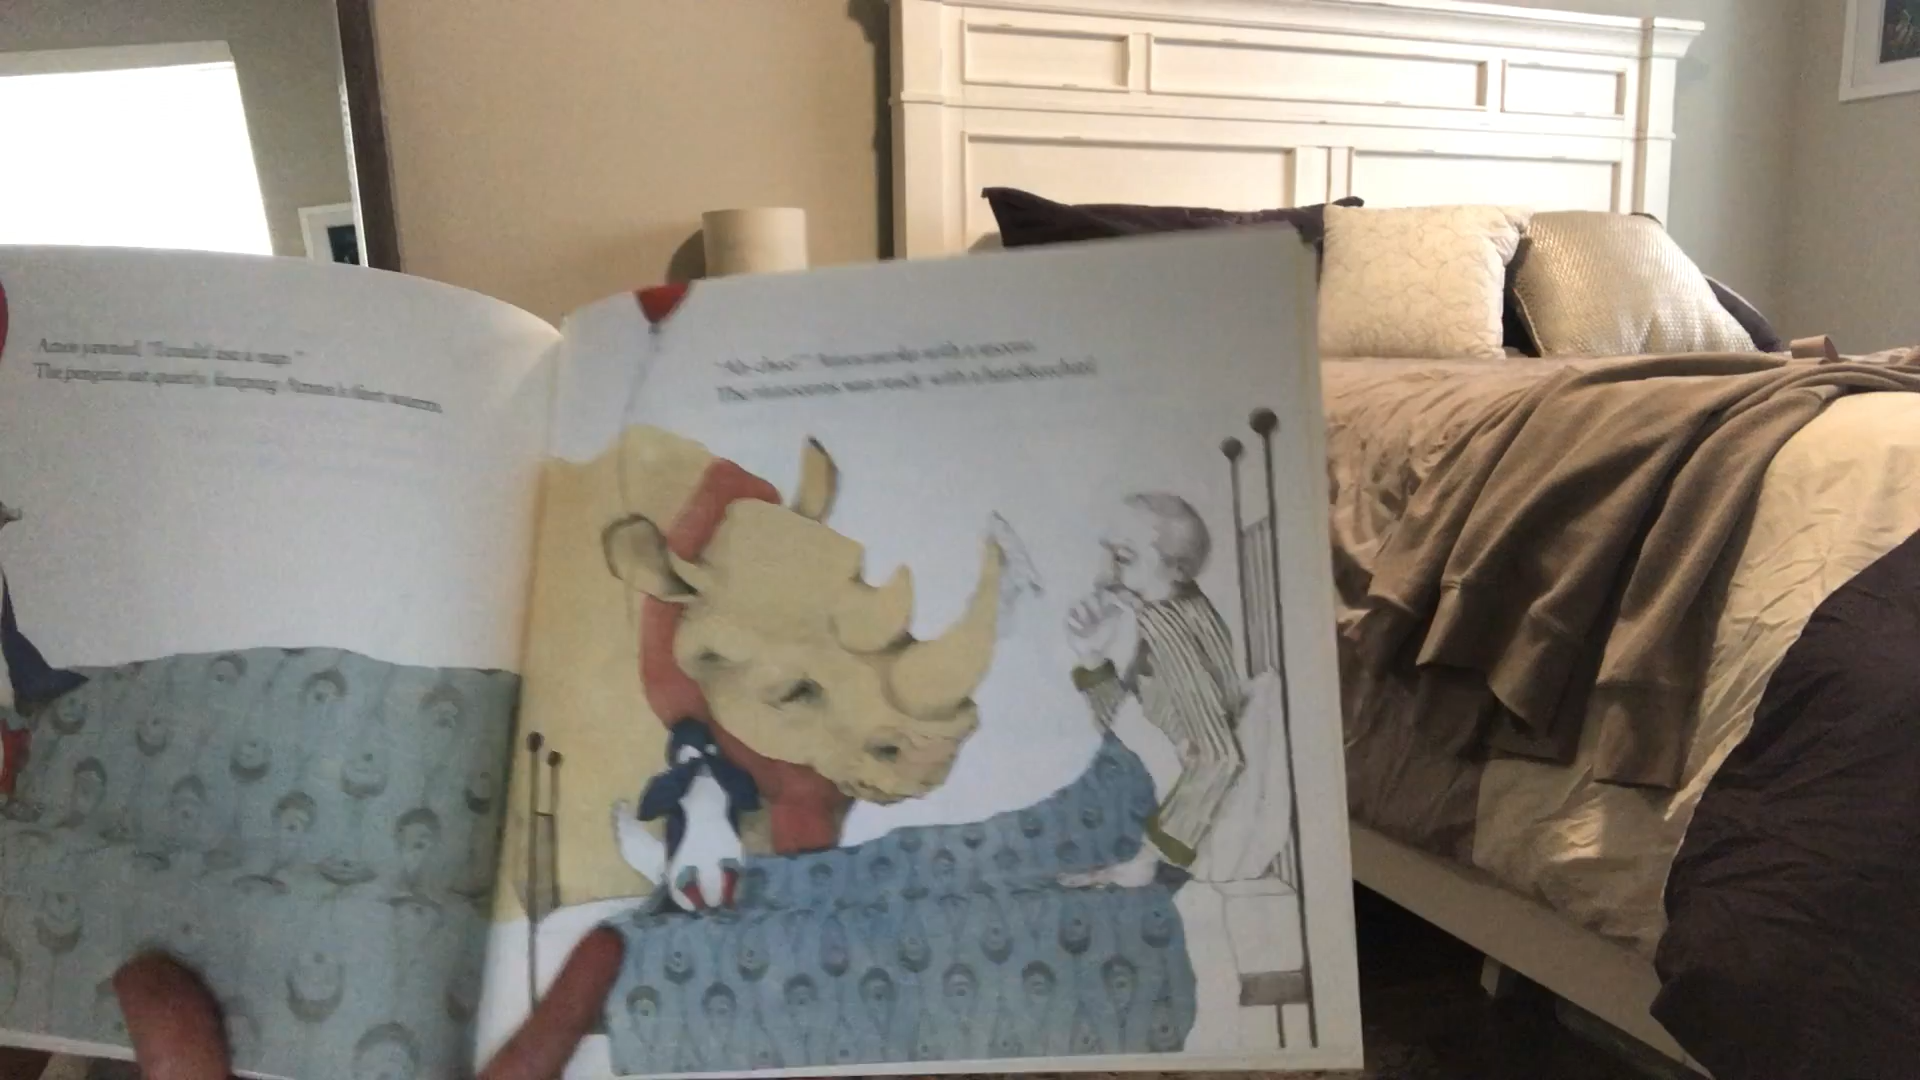 Amos yawned. "I could use a nap."
The penguin sat quietly, keeping Amos's feet warm.
"Ah-choo!" Amos awoke with a sneeze.
The rhinoceros was ready with a handkerchief.